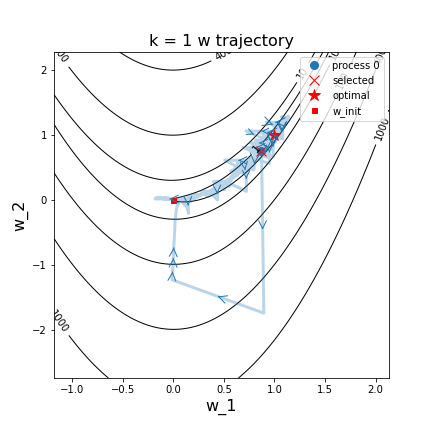 k = 1 w trajectory
process 0
selected
optimal
w_init
10
1000
1000
2
1
0
−1
−2
w_2
−1.0
−0.5
0.0
0.5
1.0
1.5
2.0
w_1